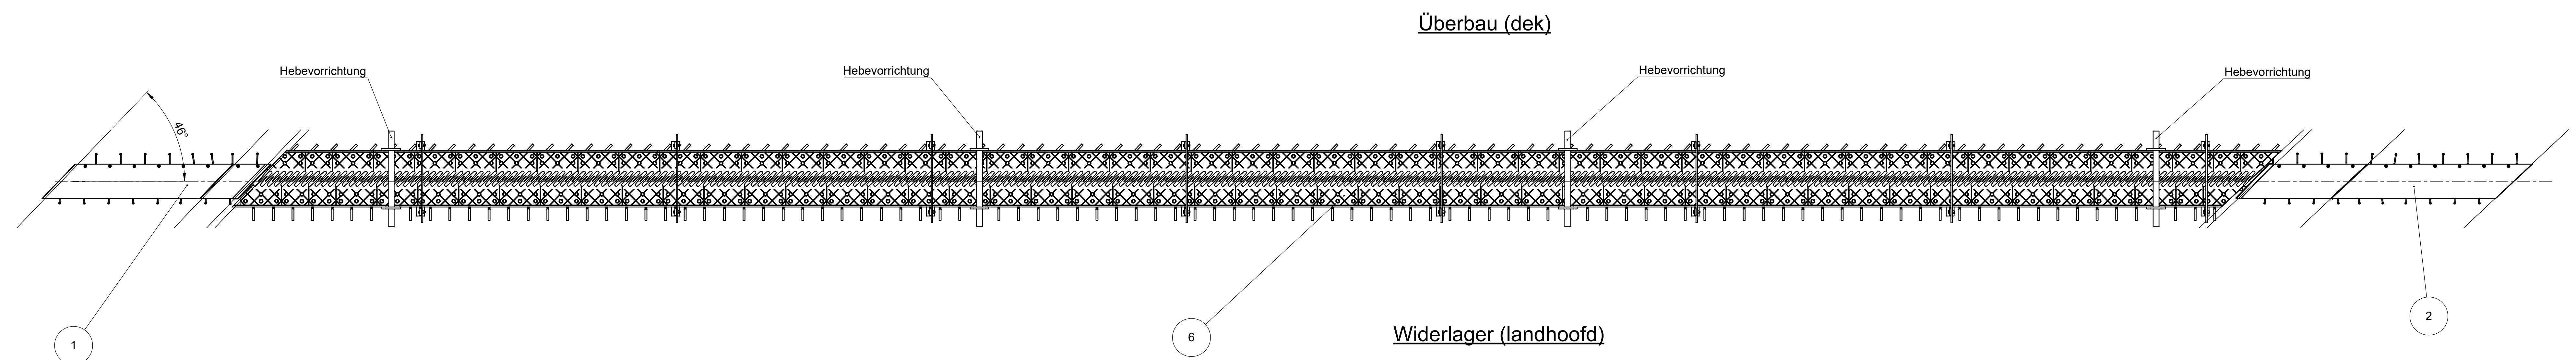 Überbau (dek)
Hebevorrichtung
Hebevorrichtung
Hebevorrichtung
Hebevorrichtung
46°
1
6
Widerlager (landhoofd)
2